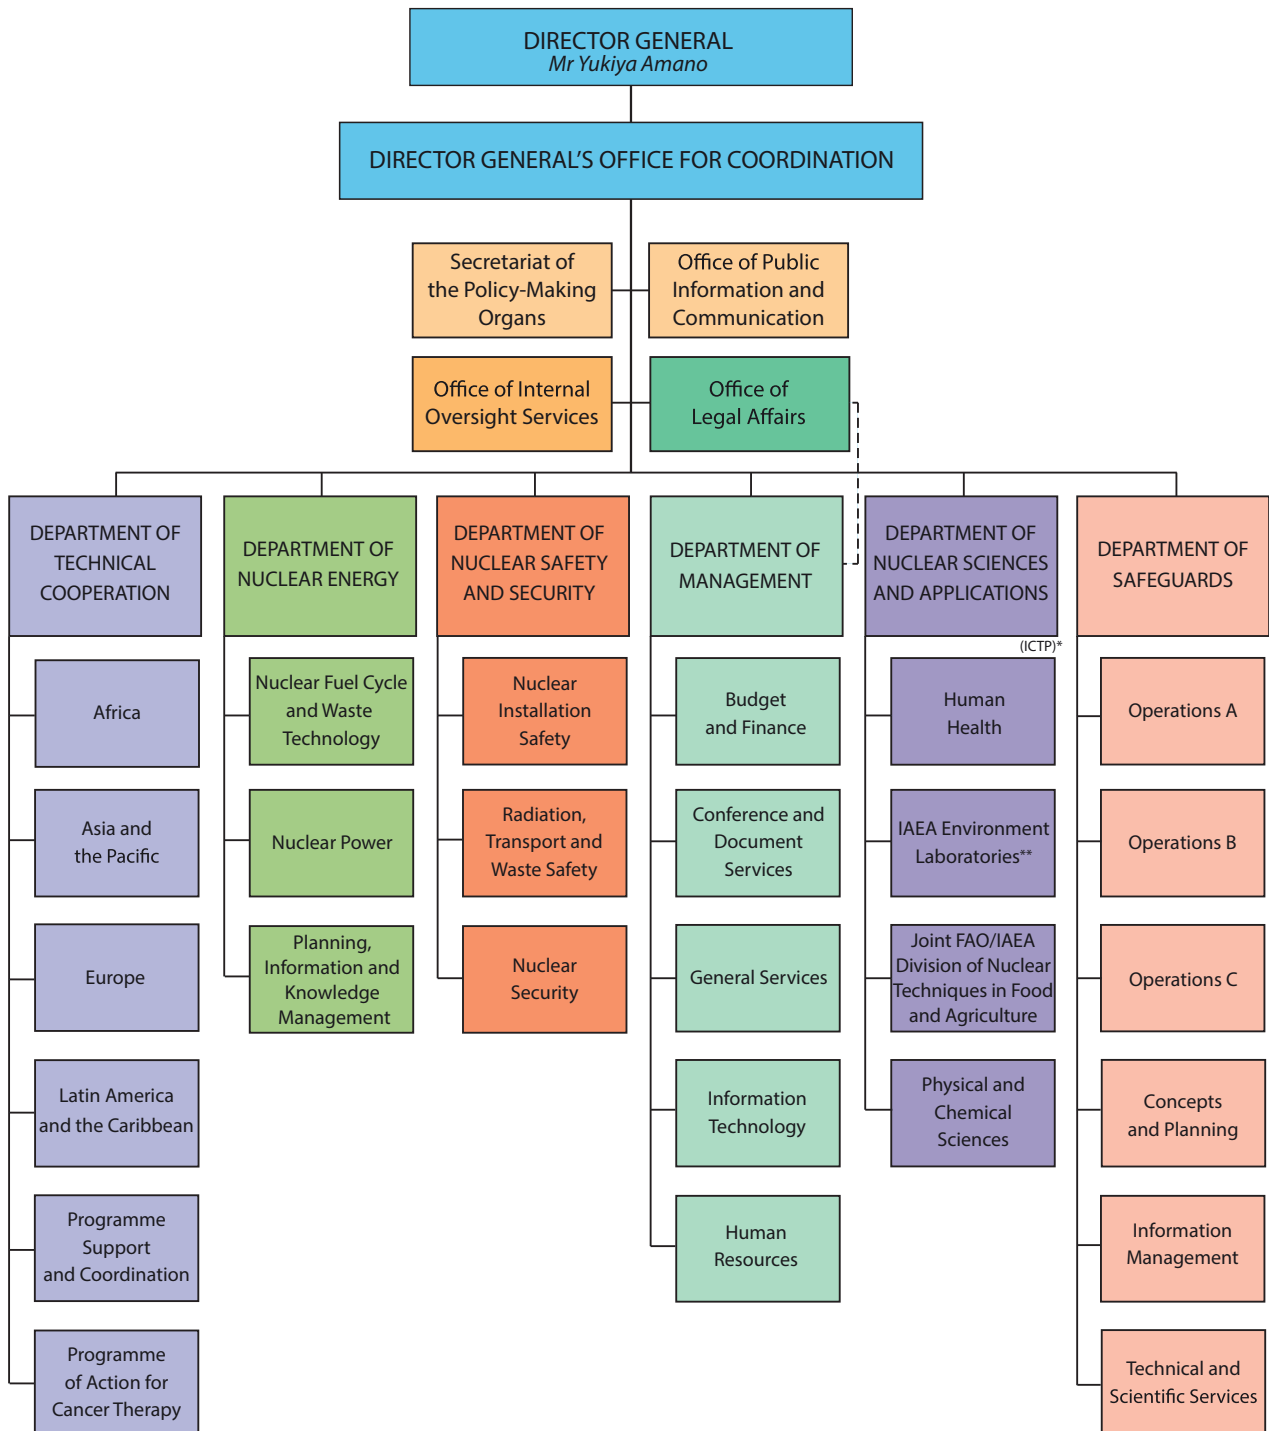 DIRECTOR GENERAL
Mr Yukiya Amano
DIRECTOR GENERAL’S OFFICE FOR COORDINATION
Secretariat of
the Policy-Making
Organs
Office of Public
Information and
Communication
Office of Internal
Oversight Services
Office of
Legal Affairs
DEPARTMENT OF
TECHNICAL
COOPERATION
DEPARTMENT OF
NUCLEAR ENERGY
DEPARTMENT OF
NUCLEAR SAFETY
AND SECURITY
DEPARTMENT OF
MANAGEMENT
DEPARTMENT OF
NUCLEAR SCIENCES
AND APPLICATIONS
(ICTP)*
DEPARTMENT OF
SAFEGUARDS
Africa
Asia and
the Pacific
Europe
Latin America
and the Caribbean
Programme
Support
and Coordination
Programme
of Action for
Cancer Therapy
Nuclear Fuel Cycle
and Waste
Technology
Nuclear Power
Planning,
Information and
Knowledge
Management
Nuclear
Installation
Safety
Radiation,
Transport and
Waste Safety
Nuclear
Security
Budget
and Finance
Conference and
Document
Services
General Services
Information
Technology
Human
Resources
Human
Health
IAEA Environment
Laboratories**
Joint FAO/IAEA
Division of Nuclear
Techniques in Food
and Agriculture
Physical and
Chemical
Sciences
Operations A
Operations B
Operations C
Concepts
and Planning
Information
Management
Technical and
Scientific Services